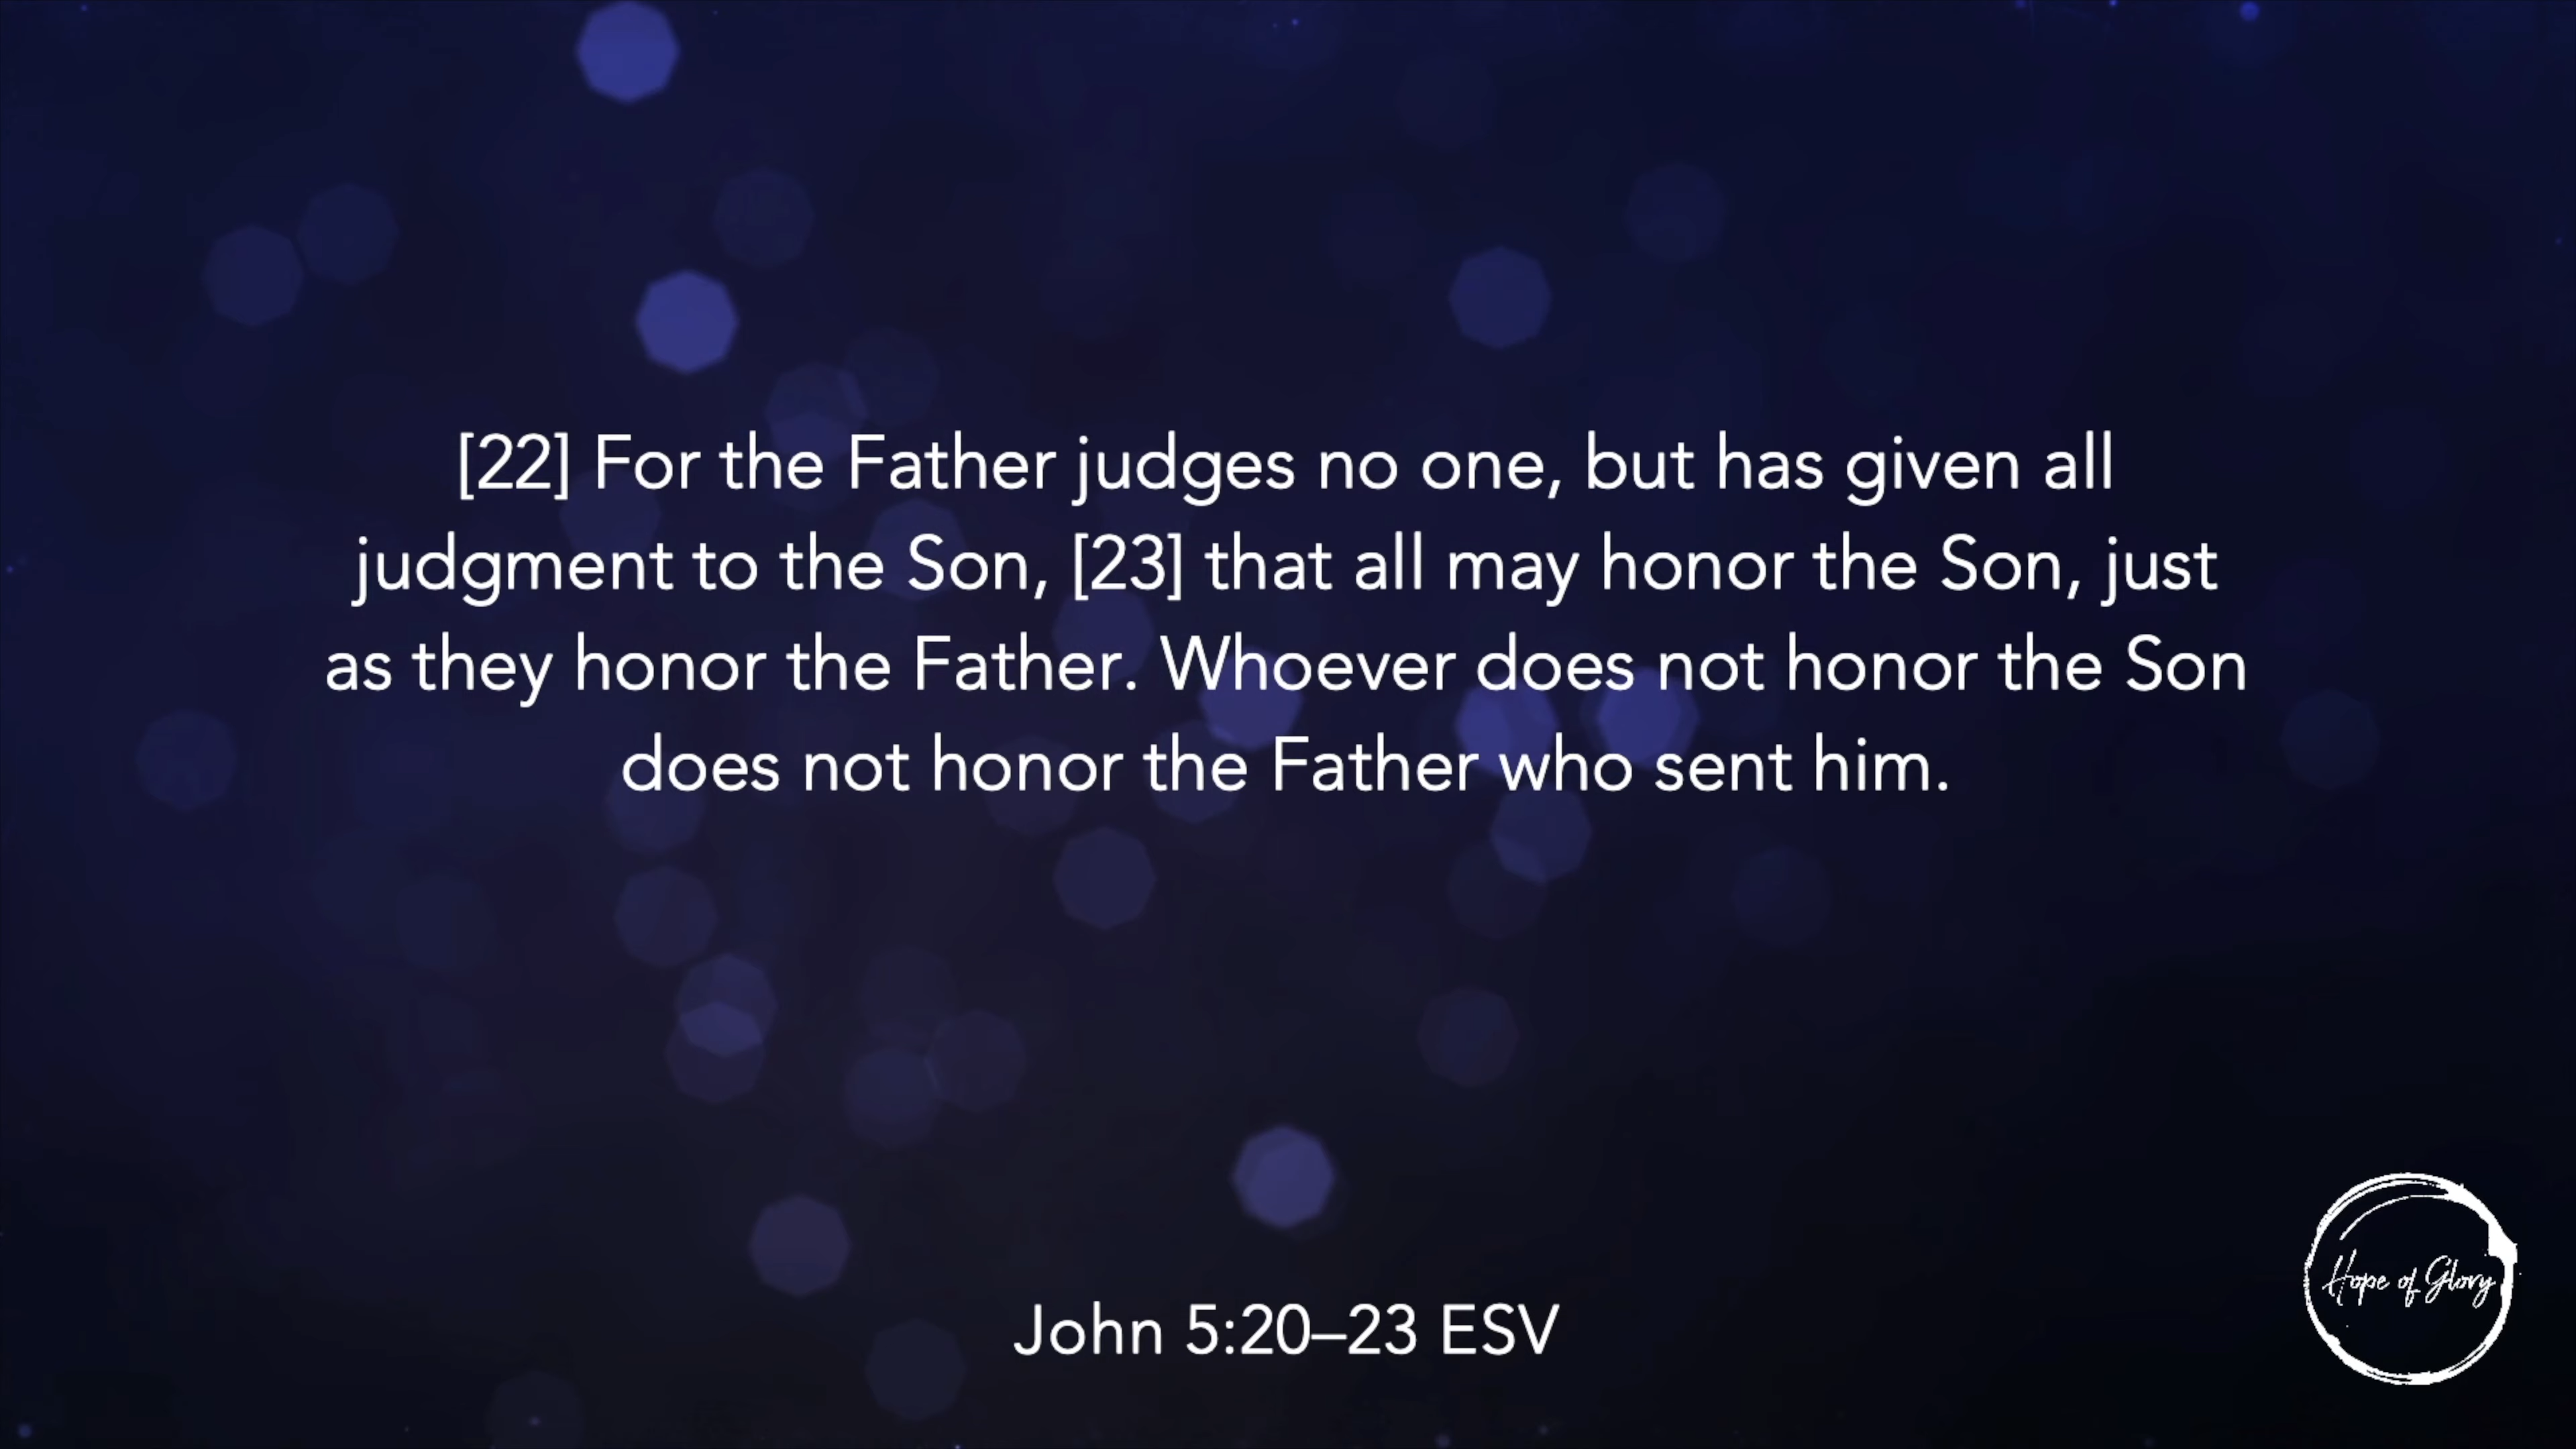 [22] For the Father judges no one, but has given all
judgment to the Son, [23] that all may honor the Son, just
as they honor the Father. Whoever does not honor the Son
does not honor the Father who sent him.
John 5:20–23 ESV
Hope of Glory